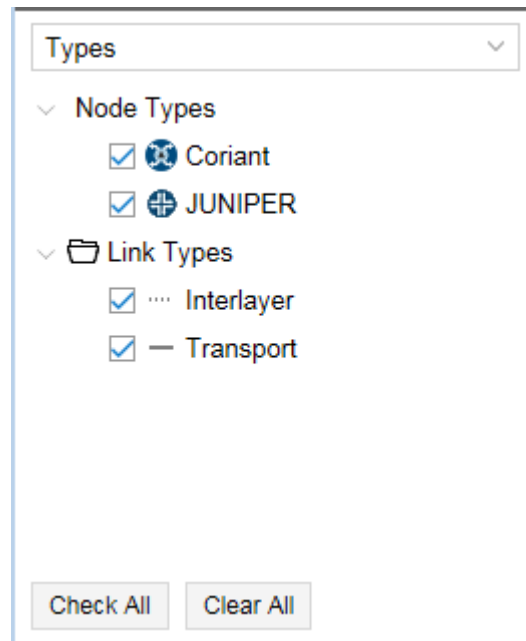 Types
Node Types
Coriant
JUNIPER
Link Types
Interlayer
Transport
Check All Clear All